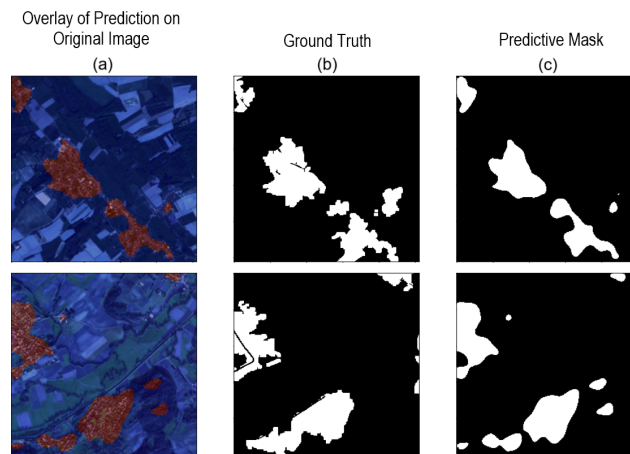 Overlay of Prediction on
Original Image
(a)
Ground Truth
(b)
Predictive Mask
(c)